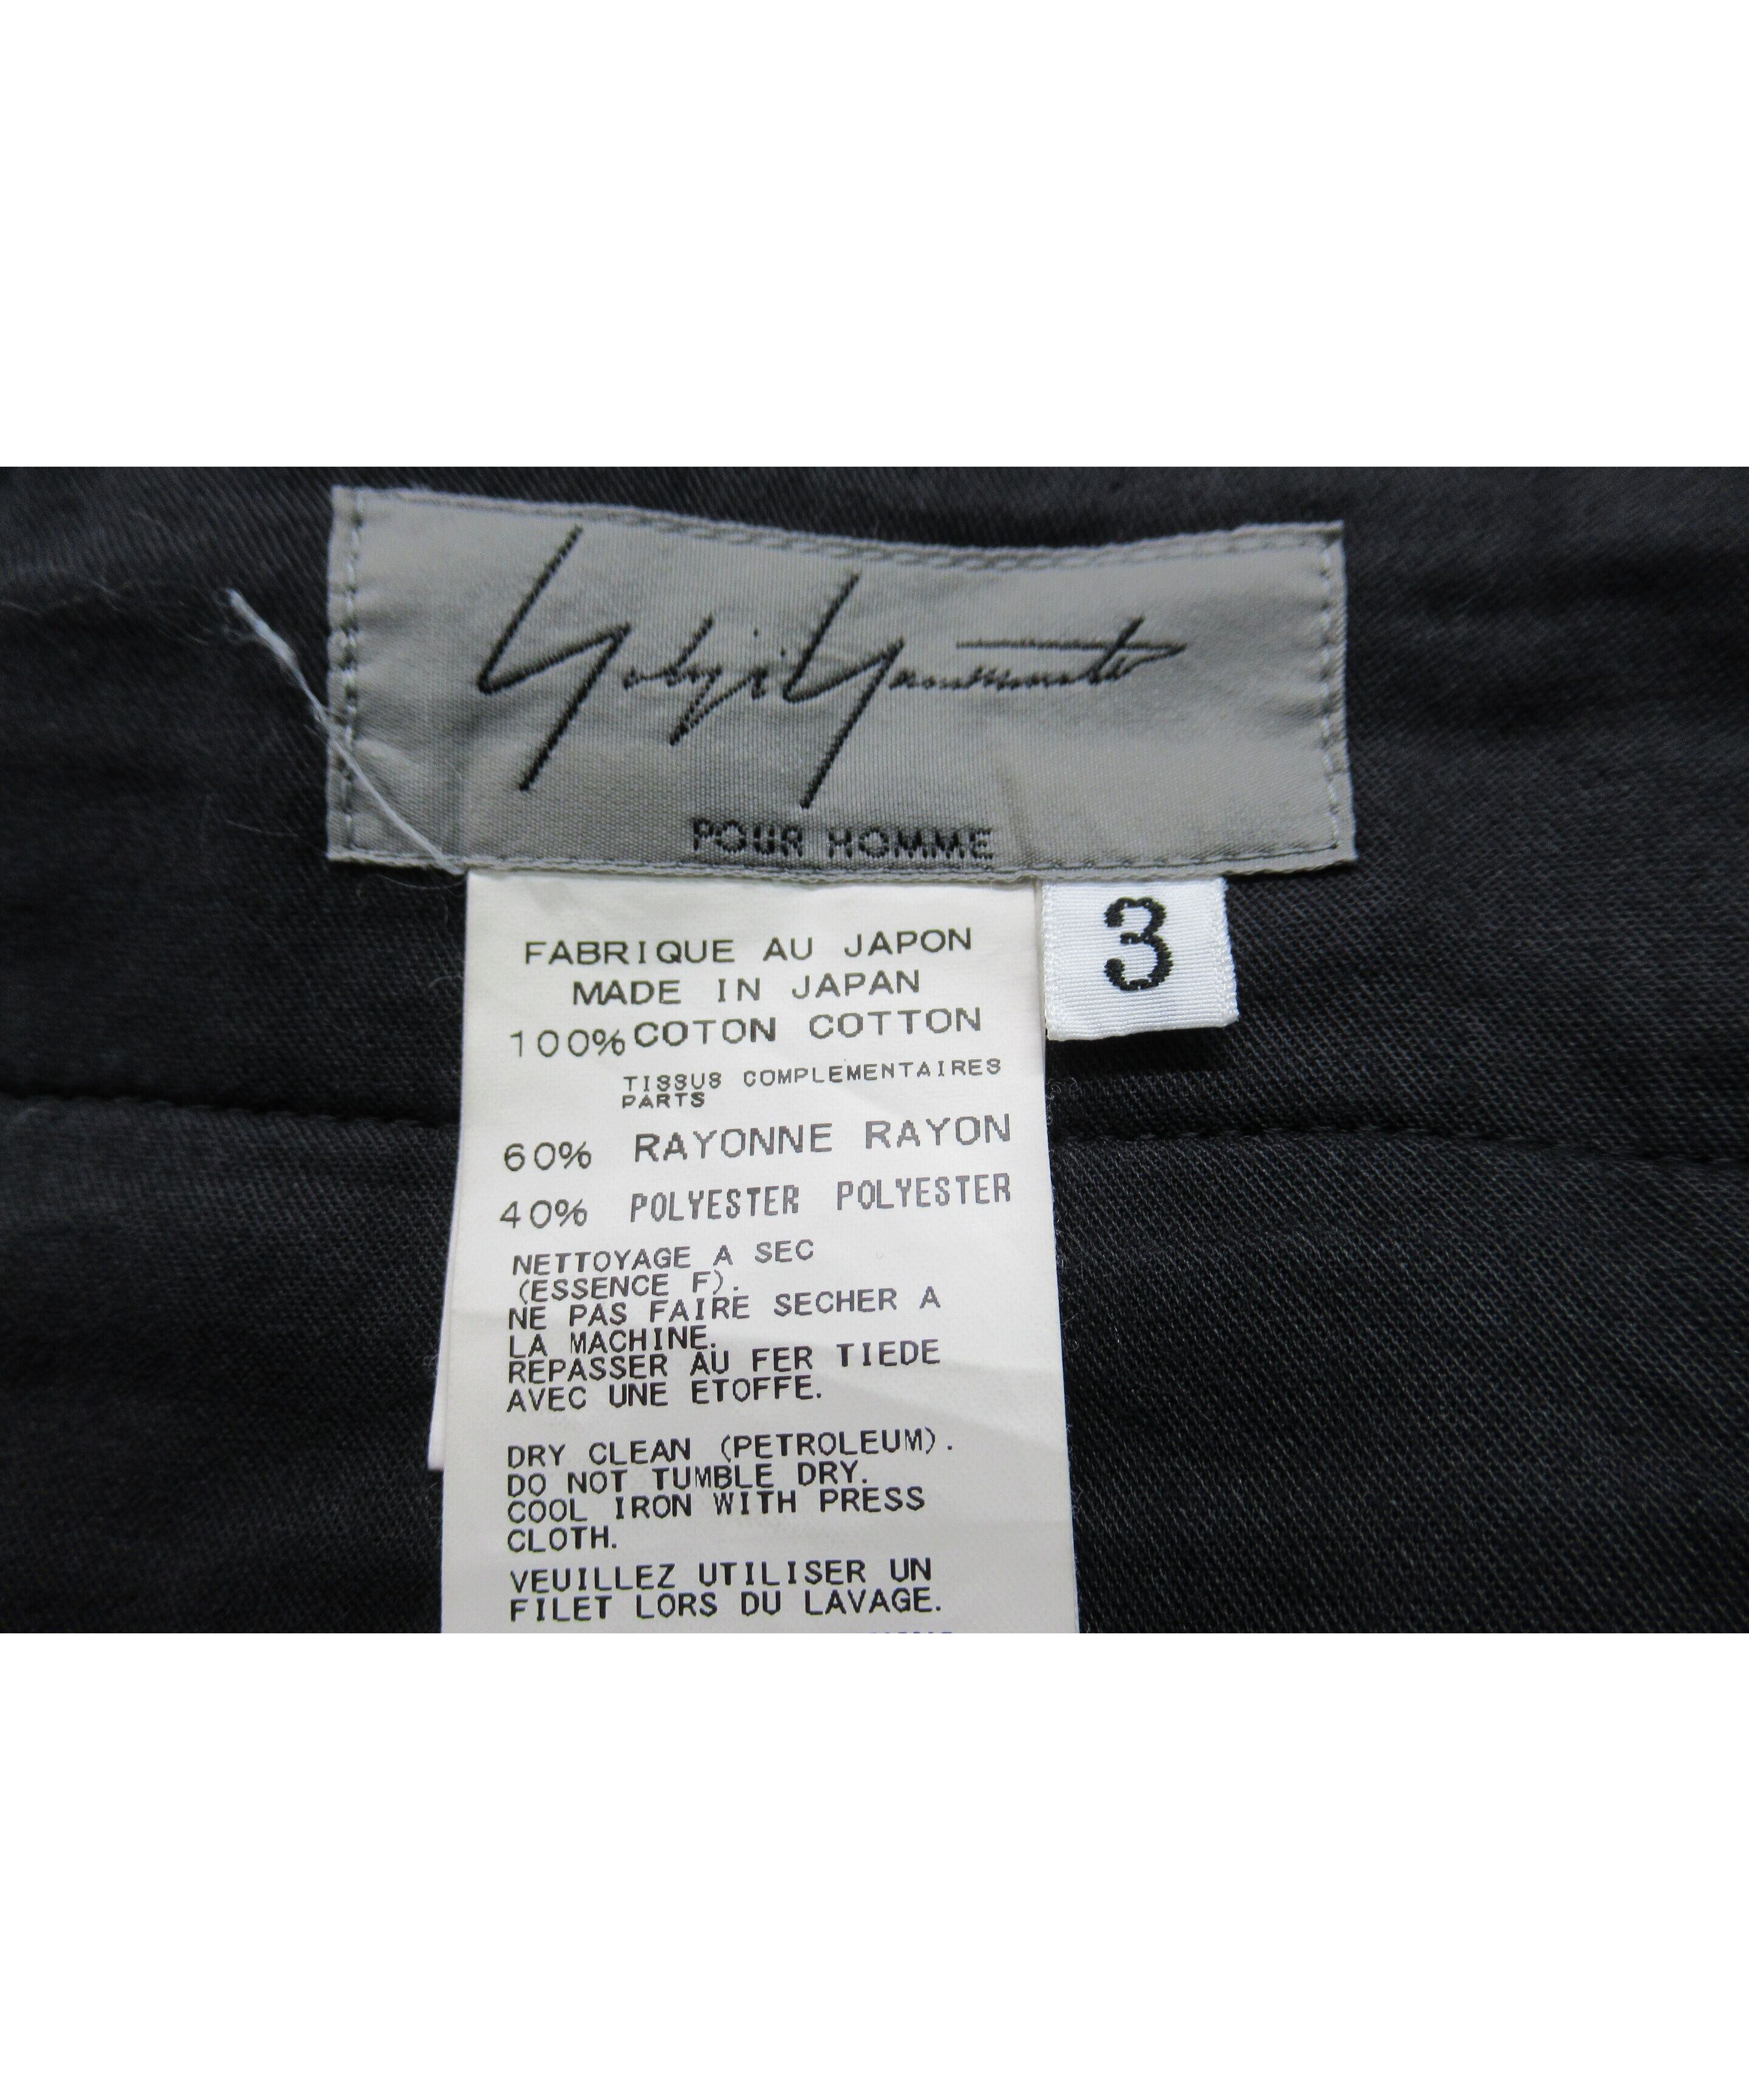 Yohji Yamamoto
POUR HOMME
3
FABRIQUE AU JAPON
MADE IN JAPAN
100% COTON COTTON
TISSUS COMPLEMENTAIRES
PARTS
60% RAYONNE RAYON
40% POLYESTER POLYESTER
NETTOYAGE A SEC
(ESSENCE F).
NE PAS FAIRE SECHER A
LA MACHINE.
REPASSER AU FER TIEDE
AVEC UNE ETOFFE.
DRY CLEAN (PETROLEUM).
DO NOT TUMBLE DRY.
COOL IRON WITH PRESS
CLOTH.
VEUILLEZ UTILISER UN
FILET LORS DU LAVAGE.